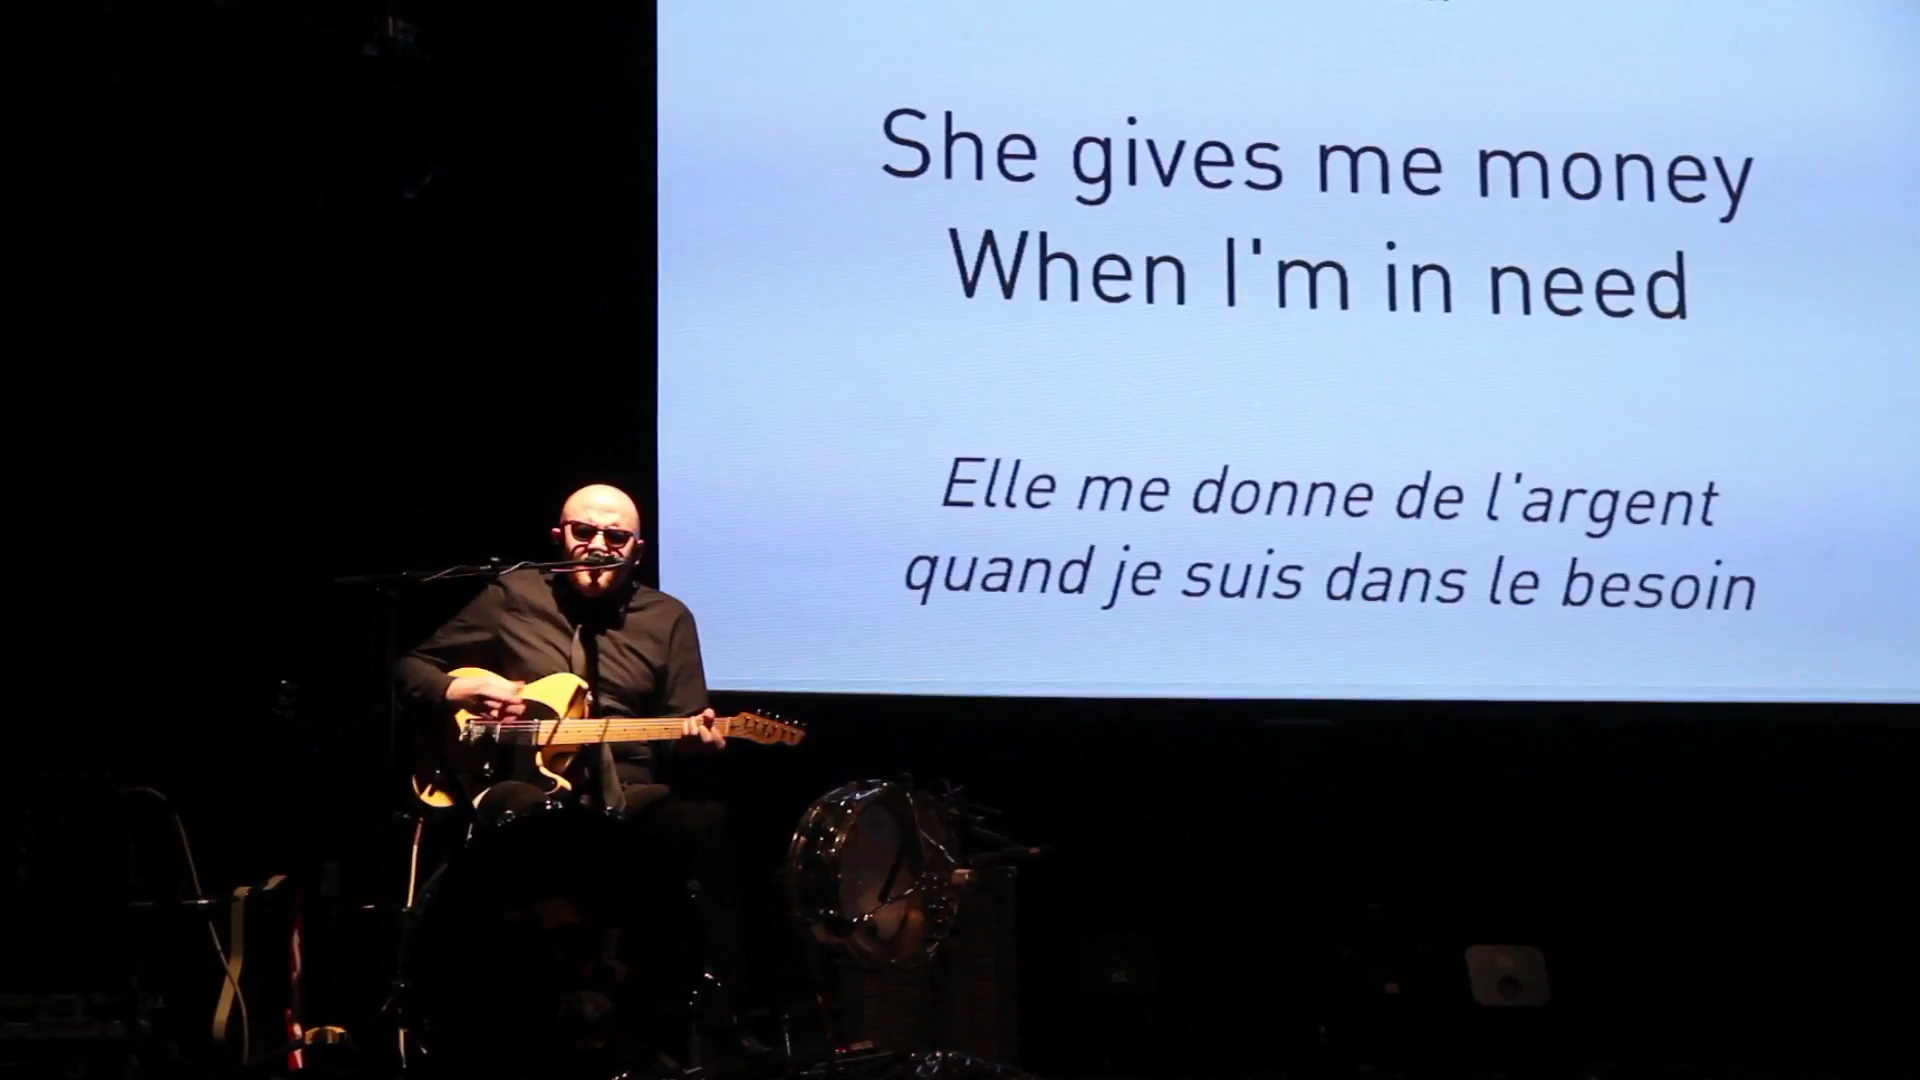 She gives me money
When I'm in need
Elle me donne de l'argent
quand je suis dans le besoin